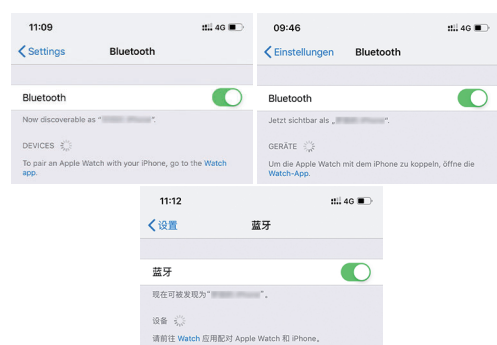 11:09
4G
Settings
Bluetooth
Bluetooth
Now discoverable as “ ”.
DEVICES
To pair an Apple Watch with your iPhone, go to the Watch
app.
09:46
4G
Einstellungen
Bluetooth
Bluetooth
Jetzt sichtbar als „ “.
GERÄTE
Um die Apple Watch mit dem iPhone zu koppeln, öffne die
Watch-App.
11:12
4G
设置
蓝牙
蓝牙
现在可被发现为“ ”。
设备
请前往 Watch 应用配对 Apple Watch 和 iPhone。